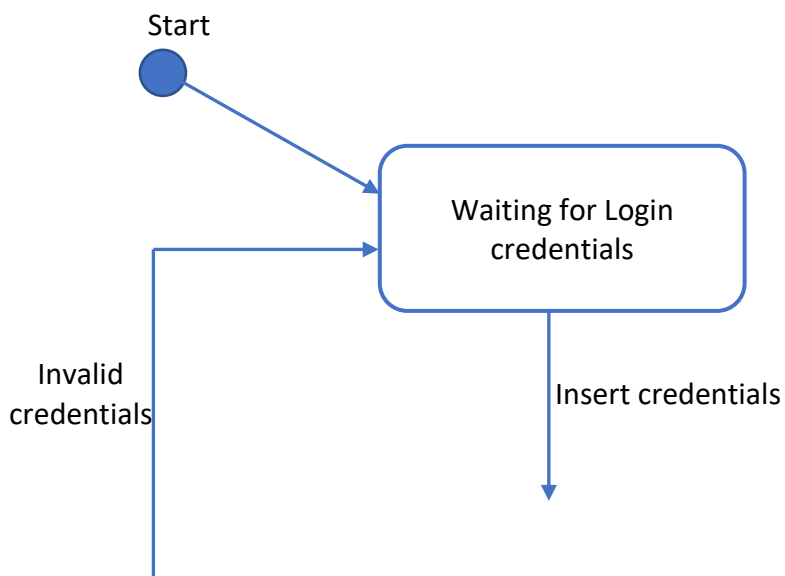 Start
Waiting for Login
credentials
Invalid
credentials
Insert credentials